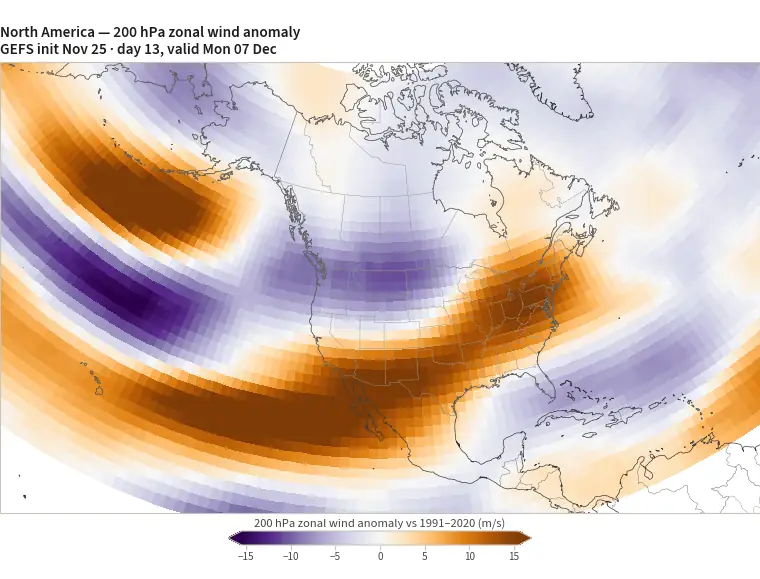 North America — 200 hPa zonal wind anomaly
GEFS init Nov 25 · day 13, valid Mon 07 Dec
200 hPa zonal wind anomaly vs 1991–2020 (m/s)
−15 −10 −5 0 5 10 15